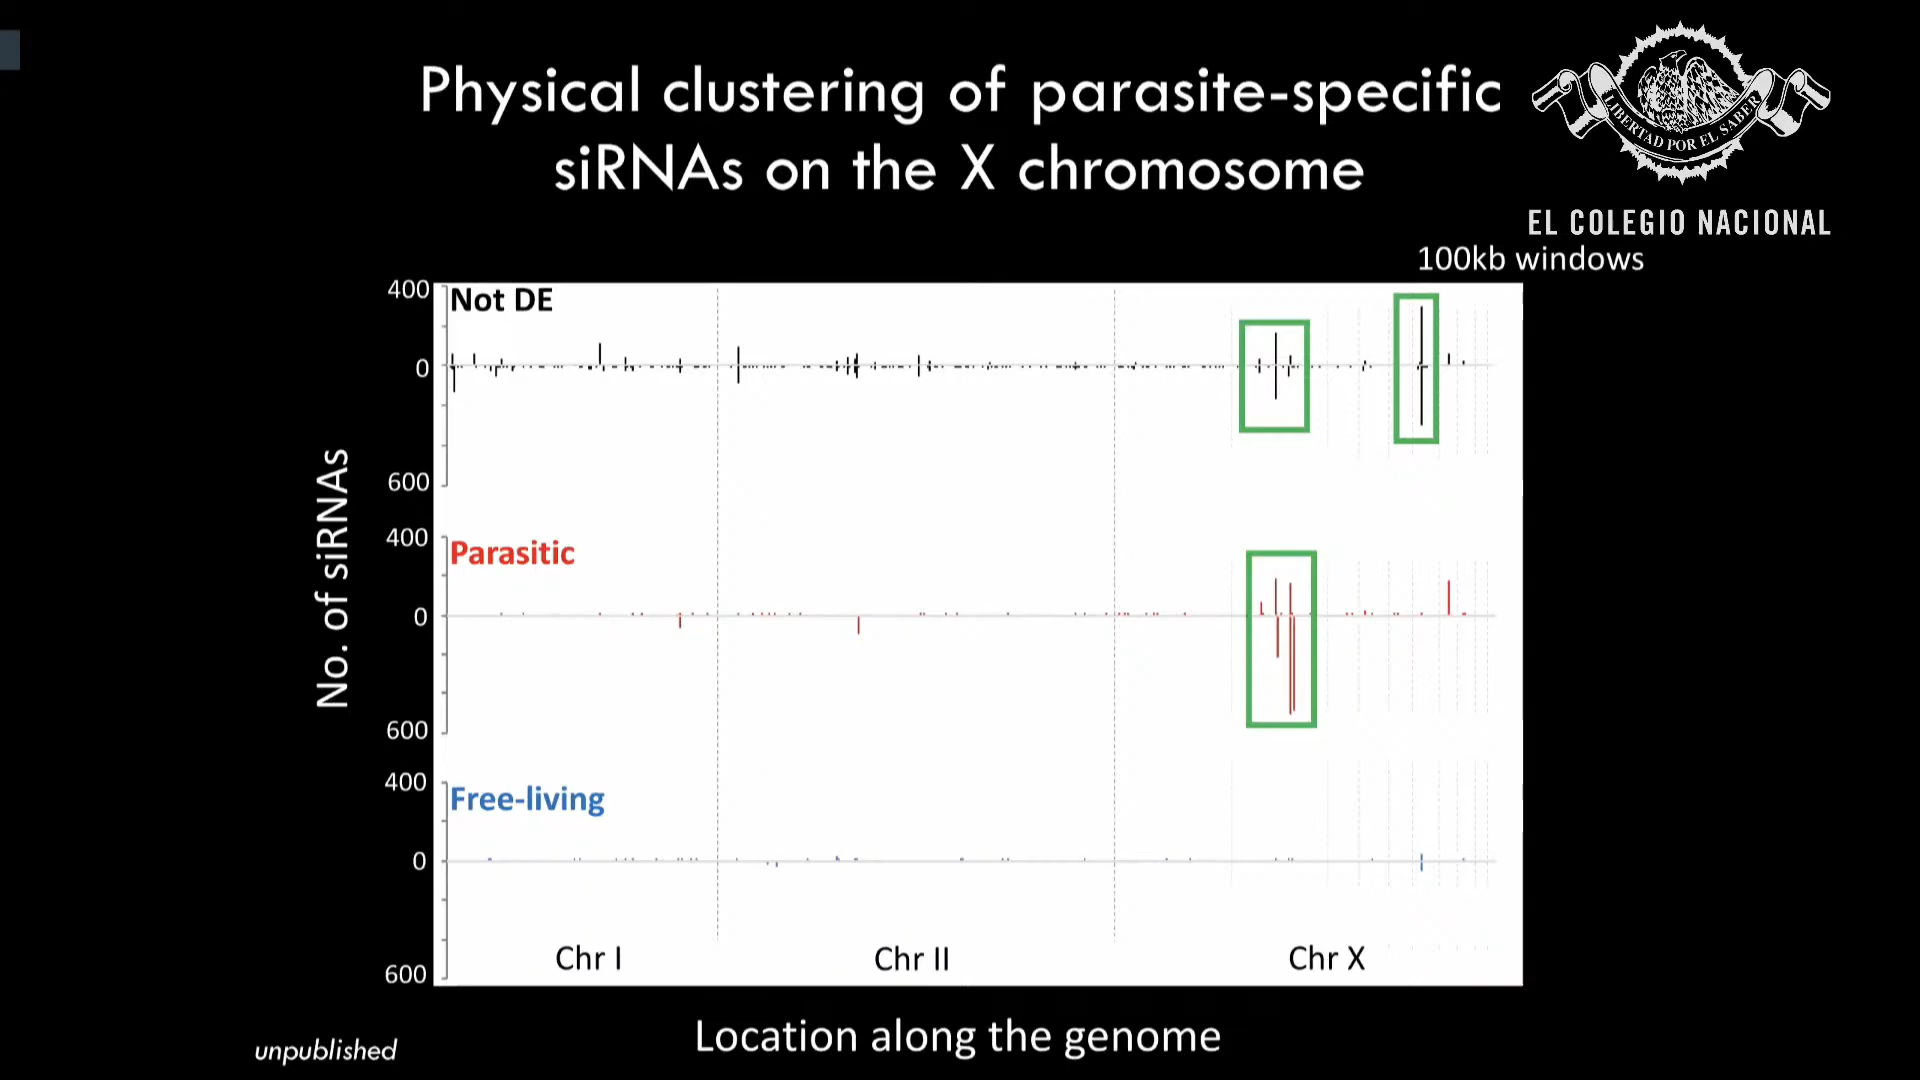 Physical clustering of parasite-specific
siRNAs on the X chromosome
LIBERTAD POR EL SABER
EL COLEGIO NACIONAL
100kb windows
No. of siRNAs
400
Not DE
0
600
400
Parasitic
0
600
400
Free-living
0
600
Chr I
Chr II
Chr X
Location along the genome
unpublished